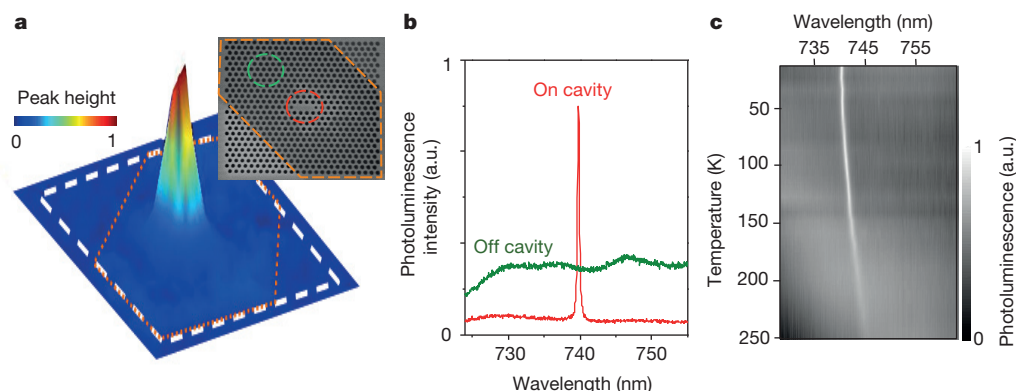 a
Peak height
0 1
b
Photoluminescence
intensity (a.u.)
1
0
On cavity
Off cavity
730 740 750
Wavelength (nm)
c
Wavelength (nm)
735 745 755
Temperature (K)
50
100
150
200
250
1
0
Photoluminescence (a.u.)